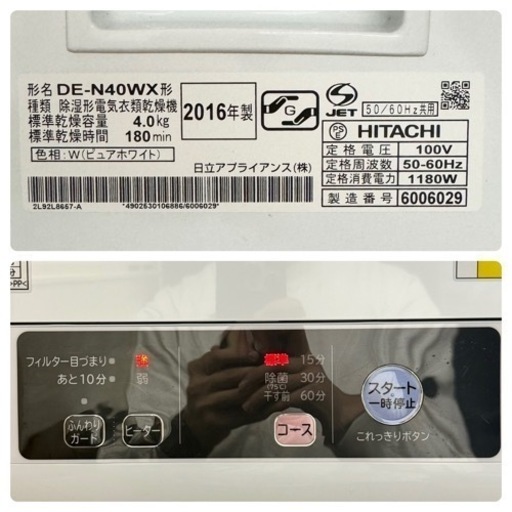 形名 DE-N40WX形
種類 除湿形電気衣類乾燥機
標準乾燥容量 4.0kg
標準乾燥時間 180min
2016年製
色相:W(ピュアホワイト)
G
JET
50/60Hz共用
PS E
HITACHI
定格電圧 100V
定格周波数 50-60Hz
定格消費電力 1180W
製造番号 6006029
日立アプライアンス(株)
2L92L8667-A
*4902530106886/6006029*
>PP<
フィルター目づまり
あと10分
強
弱
ふんわりガード
ヒーター
標準 15分
除菌 30分
(75℃)
干す前 60分
コース
スタート
一時停止
これっきりボタン